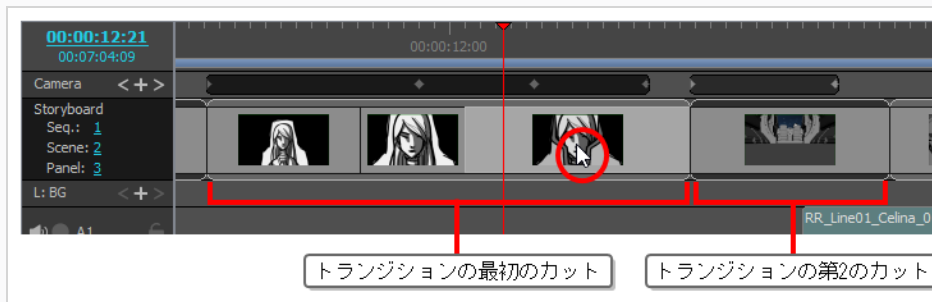 00:00:12:21
00:07:04:09
00:00:12:00
Camera < + >
Storyboard
Seq.: 1
Scene: 2
Panel: 3
L: BG < + >
A1
RR_Line01_Celina_0
トランジションの最初のカット
トランジションの第2のカット